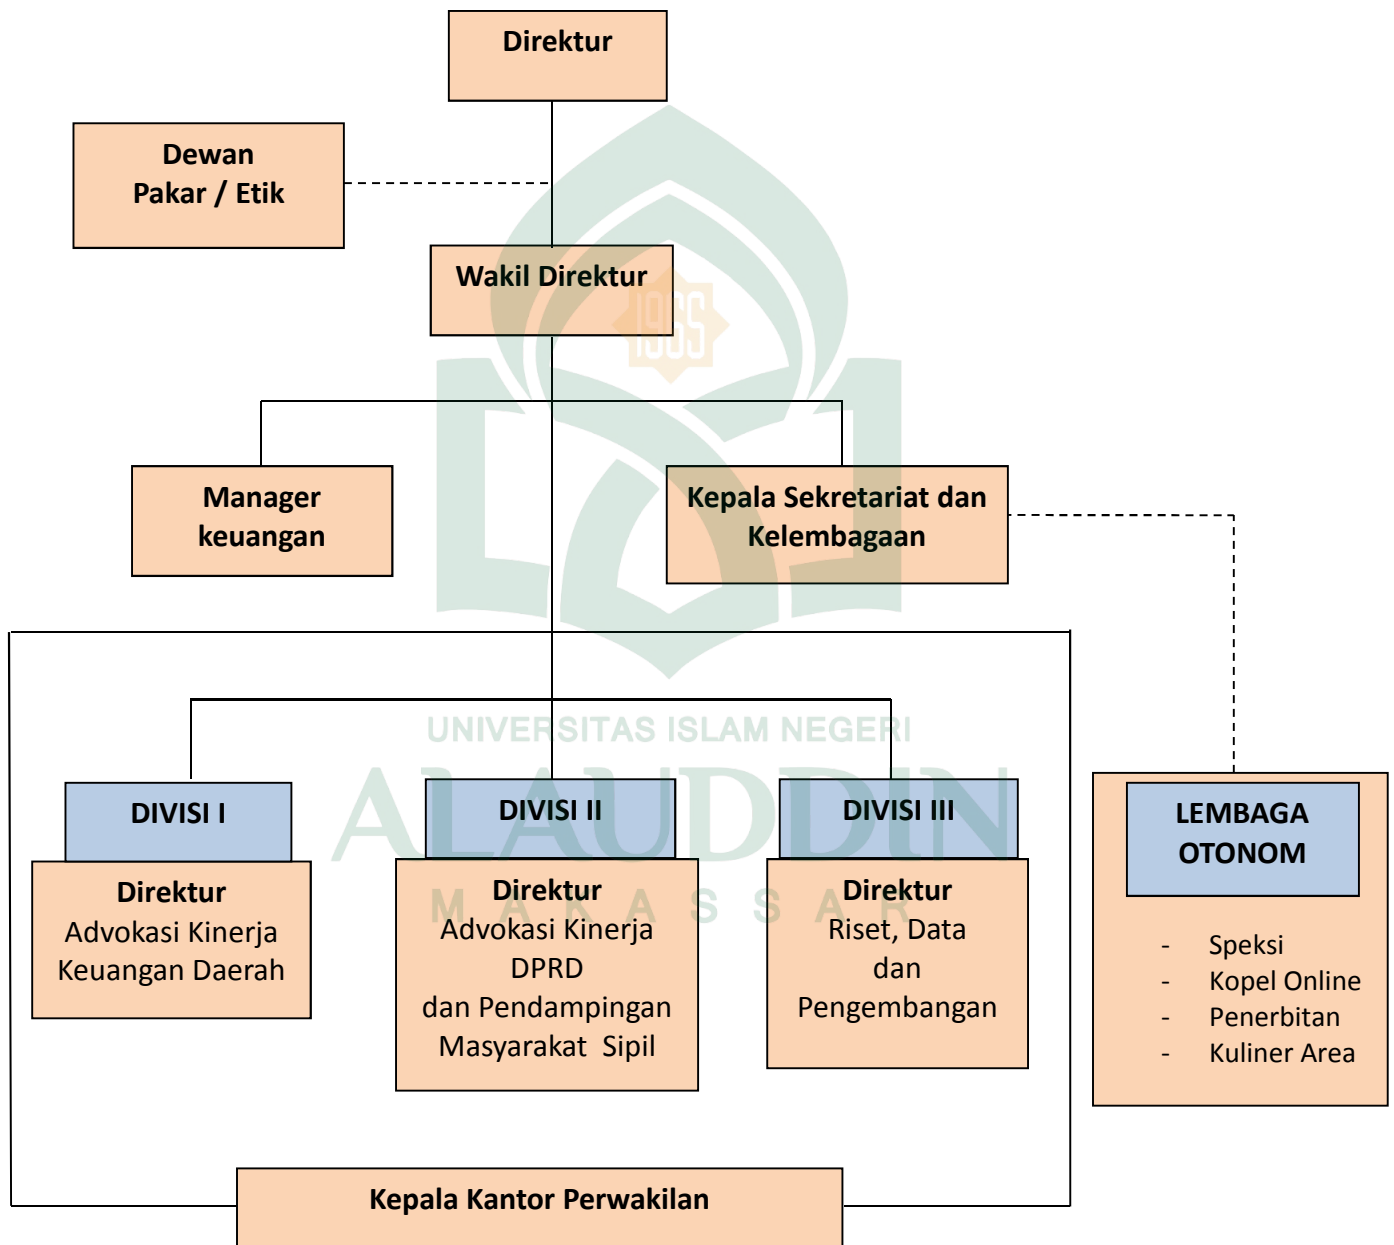 Direktur
Dewan
Pakar / Etik
Wakil Direktur
1965
Manager
keuangan
Kepala Sekretariat dan
Kelembagaan
UNIVERSITAS ISLAM NEGERI
ALAUDDIN
MAKASSAR
DIVISI I
Direktur
Advokasi Kinerja
Keuangan Daerah
DIVISI II
Direktur
Advokasi Kinerja
DPRD
dan Pendampingan
Masyarakat Sipil
DIVISI III
Direktur
Riset, Data
dan
Pengembangan
LEMBAGA
OTONOM
- Speksi
- Kopel Online
- Penerbitan
- Kuliner Area
Kepala Kantor Perwakilan